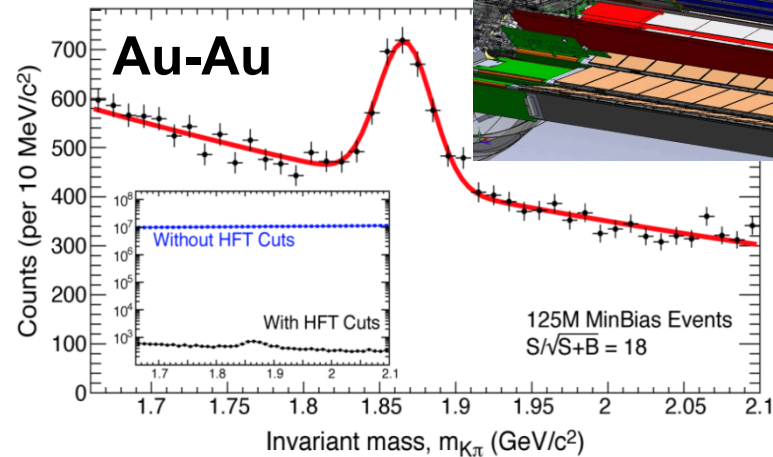 Au-Au
Counts (per 10 MeV/c²)
700
600
500
400
300
200
100
0
10⁸
10⁷
10⁶
10⁵
10⁴
10³
Without HFT Cuts
With HFT Cuts
1.7 1.8 1.9 2 2.1
125M MinBias Events
S/√S+B = 18
1.7 1.75 1.8 1.85 1.9 1.95 2 2.05 2.1
Invariant mass, mKπ (GeV/c²)